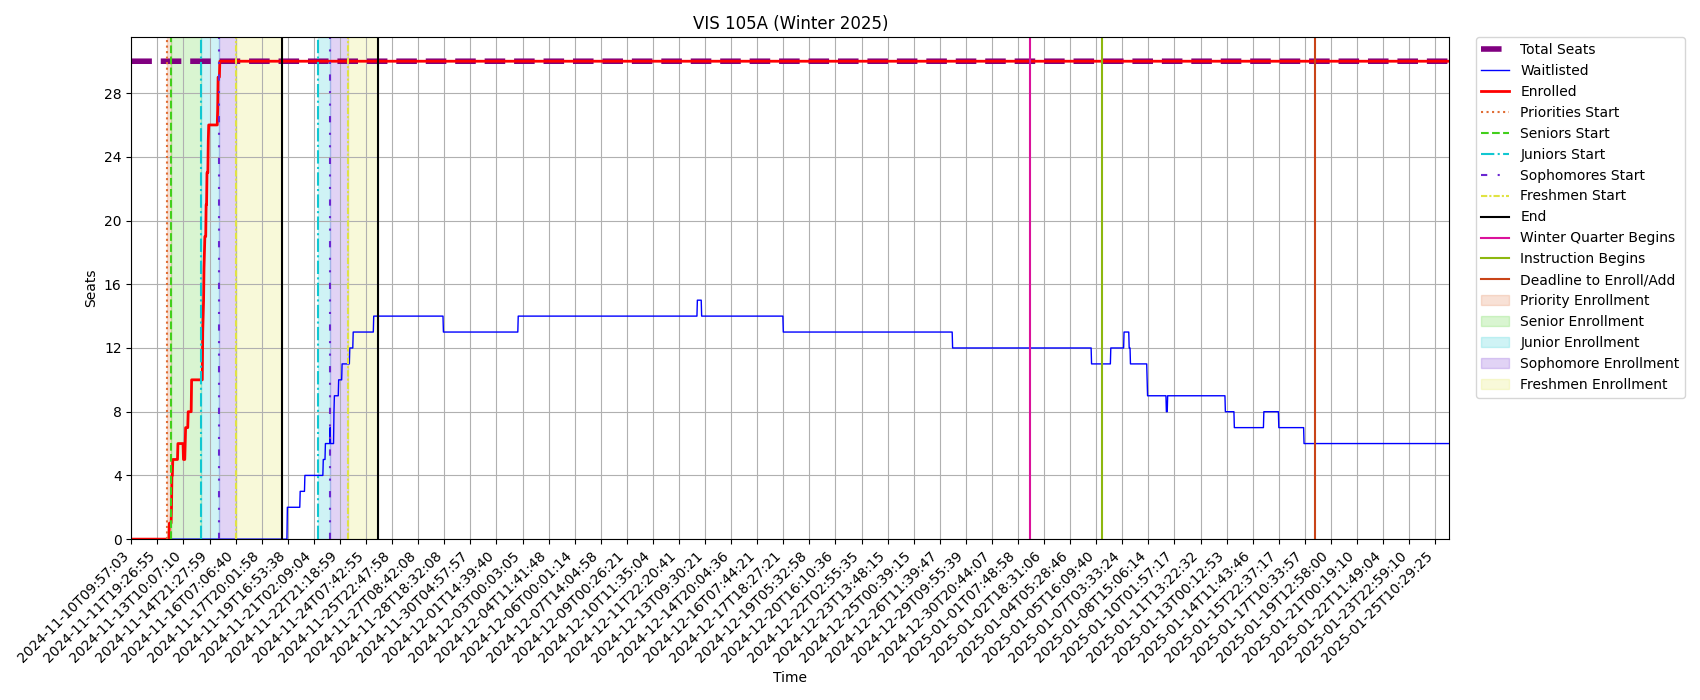 VIS 105A (Winter 2025)
Seats
28
24
20
16
12
8
4
0
2024-11-10T09:57:03
2024-11-11T19:26:55
2024-11-13T10:07:10
2024-11-14T21:27:59
2024-11-16T07:06:40
2024-11-17T20:01:58
2024-11-19T16:53:38
2024-11-21T02:09:04
2024-11-22T21:18:59
2024-11-24T07:42:55
2024-11-25T22:47:58
2024-11-27T08:42:08
2024-11-28T18:32:08
2024-11-30T04:57:57
2024-12-01T14:39:40
2024-12-03T00:03:05
2024-12-04T11:41:48
2024-12-06T00:01:14
2024-12-07T14:04:58
2024-12-09T00:26:21
2024-12-10T11:35:04
2024-12-11T22:20:41
2024-12-13T09:30:21
2024-12-14T20:04:36
2024-12-16T07:44:21
2024-12-17T18:27:21
2024-12-19T05:32:58
2024-12-20T16:10:36
2024-12-22T02:55:35
2024-12-23T13:48:15
2024-12-25T00:39:15
2024-12-26T11:39:47
2024-12-29T09:55:39
2024-12-30T20:44:07
2025-01-01T07:48:58
2025-01-02T18:31:06
2025-01-04T05:28:46
2025-01-05T16:09:40
2025-01-07T03:33:24
2025-01-08T15:06:14
2025-01-10T01:57:17
2025-01-11T13:22:32
2025-01-13T00:12:53
2025-01-14T11:43:46
2025-01-15T22:37:17
2025-01-17T10:33:57
2025-01-19T12:58:00
2025-01-21T00:19:10
2025-01-22T11:49:04
2025-01-23T22:59:10
2025-01-25T10:29:25
Time
Total Seats
Waitlisted
Enrolled
Priorities Start
Seniors Start
Juniors Start
Sophomores Start
Freshmen Start
End
Winter Quarter Begins
Instruction Begins
Deadline to Enroll/Add
Priority Enrollment
Senior Enrollment
Junior Enrollment
Sophomore Enrollment
Freshmen Enrollment